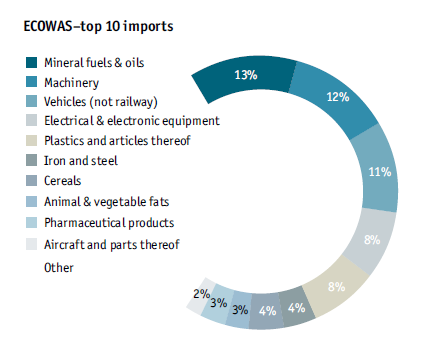 ECOWAS–top 10 imports
Mineral fuels & oils
Machinery
Vehicles (not railway)
Electrical & electronic equipment
Plastics and articles thereof
Iron and steel
Cereals
Animal & vegetable fats
Pharmaceutical products
Aircraft and parts thereof
Other
13%
12%
11%
8%
8%
4%
4%
3%
3%
2%